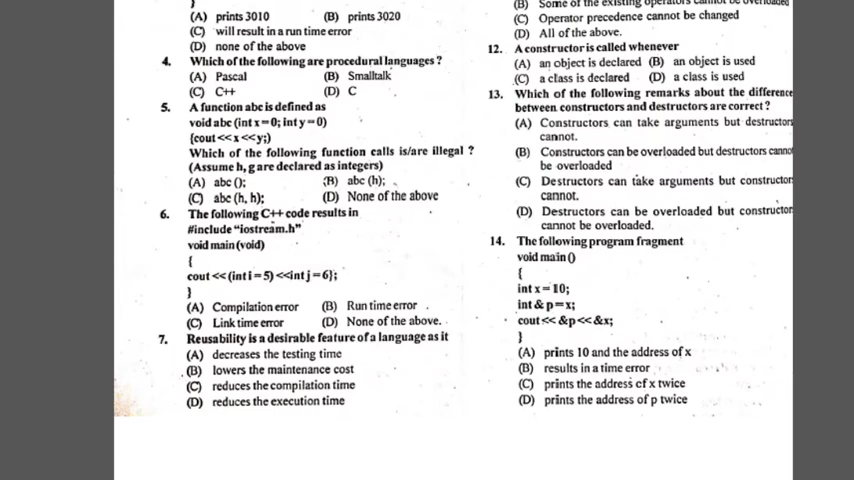 }
(A) prints 3010 (B) prints 3020
(C) will result in a run time error
(D) none of the above
4. Which of the following are procedural languages ?
(A) Pascal (B) Smalltalk
(C) C++ (D) C
5. A function abc is defined as
void abc (int x = 0; int y = 0)
{cout << x << y;)
Which of the following function calls is/are illegal ?
(Assume h, g are declared as integers)
(A) abc (); (B) abc (h);
(C) abc (h, h); (D) None of the above
6. The following C++ code results in
#include "iostream.h"
void main (void)
{
cout << (int i = 5) << int j = 6};
}
(A) Compilation error (B) Run time error
(C) Link time error (D) None of the above.
7. Reusability is a desirable feature of a language as it
(A) decreases the testing time
(B) lowers the maintenance cost
(C) reduces the compilation time
(D) reduces the execution time
(B) Some of the existing operators cannot be overloaded
(C) Operator precedence cannot be changed
(D) All of the above.
12. A constructor is called whenever
(A) an object is declared (B) an object is used
(C) a class is declared (D) a class is used
13. Which of the following remarks about the difference
between constructors and destructors are correct ?
(A) Constructors can take arguments but destructors
cannot.
(B) Constructors can be overloaded but destructors cannot
be overloaded
(C) Destructors can take arguments but constructor
cannot.
(D) Destructors can be overloaded but constructor
cannot be overloaded.
14. The following program fragment
void main ()
{
int x = 10;
int & p = x;
cout << &p << &x;
}
(A) prints 10 and the address of x
(B) results in a time error
(C) prints the address of x twice
(D) prints the address of p twice